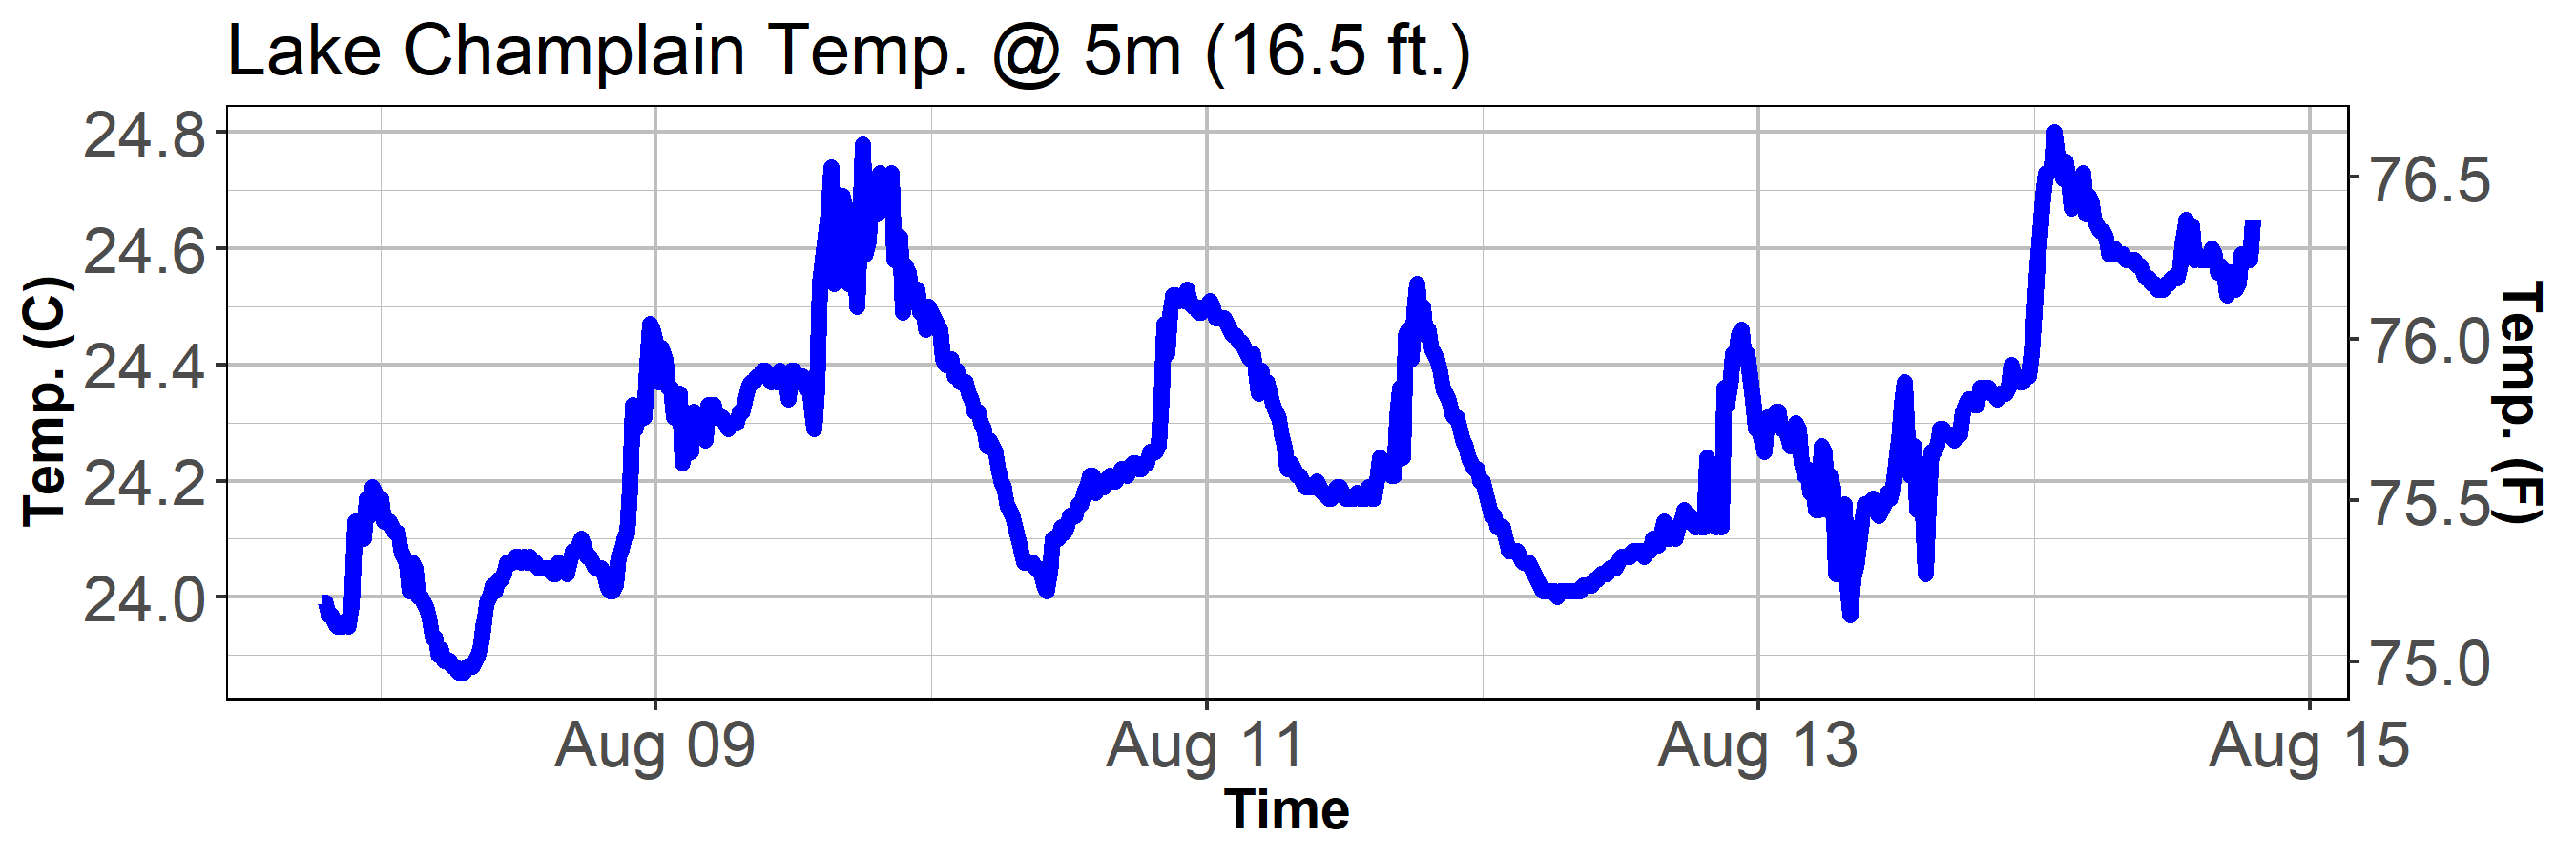 Lake Champlain Temp. @ 5m (16.5 ft.)
24.8
24.6
24.4
24.2
24.0
Temp. (C)
76.5
76.0
75.5
75.0
Temp. (F)
Aug 09
Aug 11
Aug 13
Aug 15
Time